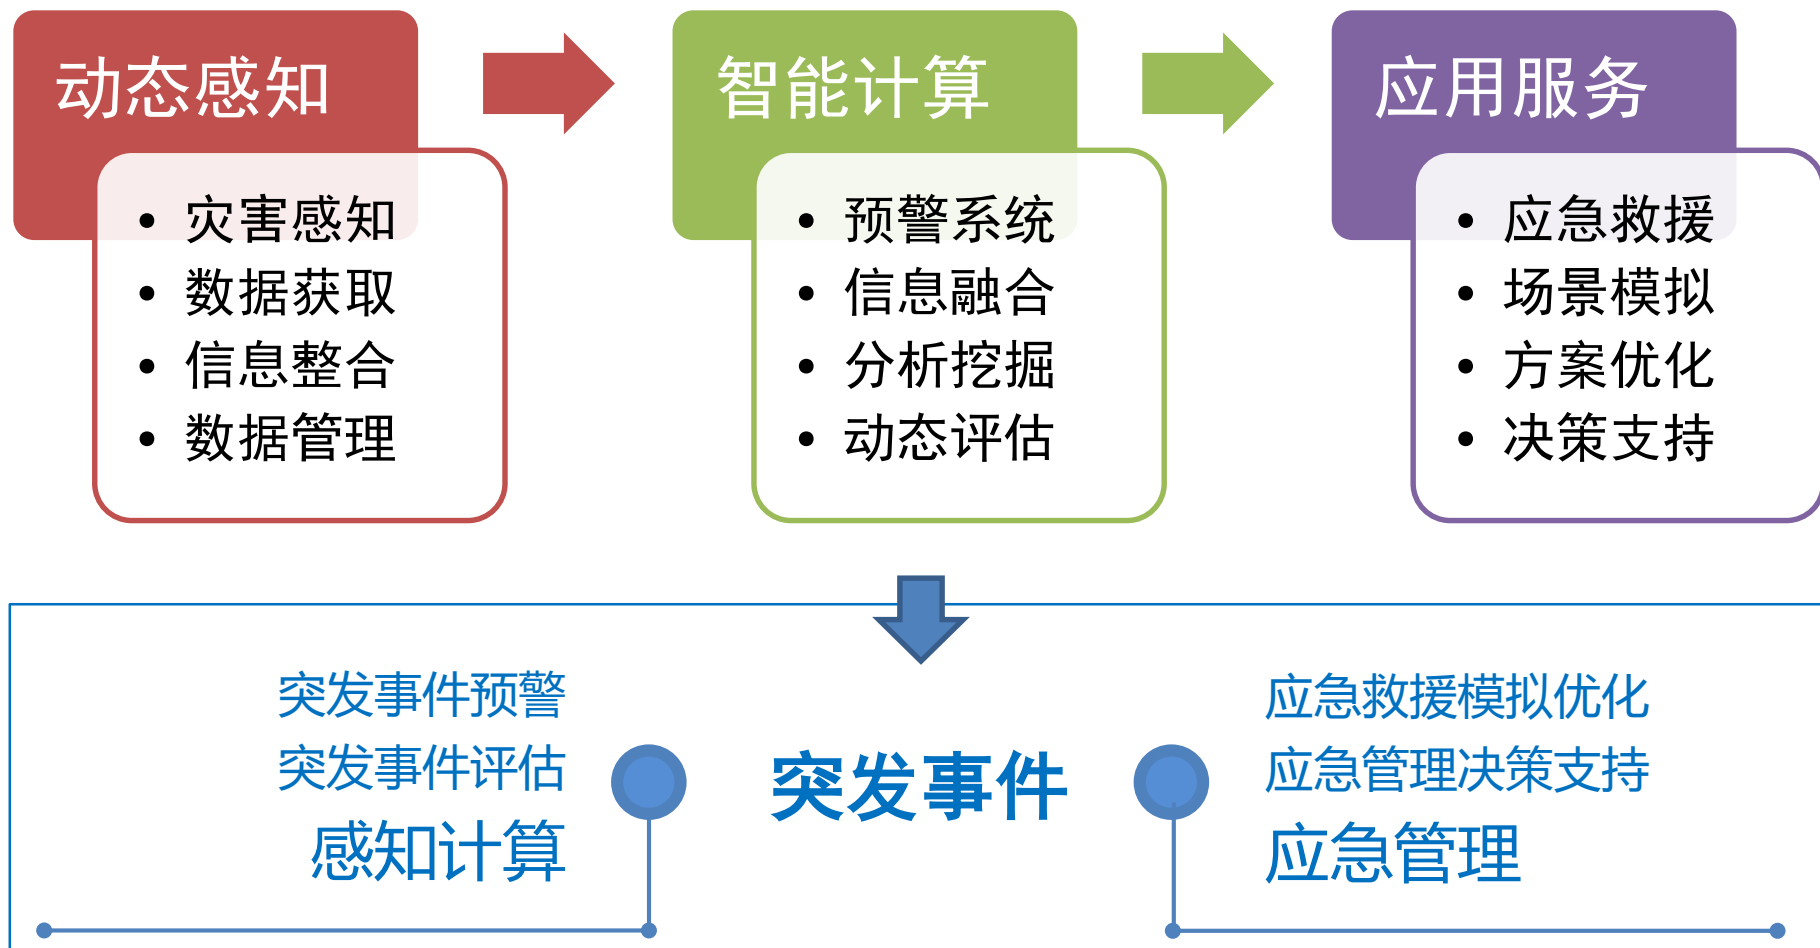 动态感知
• 灾害感知
• 数据获取
• 信息整合
• 数据管理
智能计算
• 预警系统
• 信息融合
• 分析挖掘
• 动态评估
应用服务
• 应急救援
• 场景模拟
• 方案优化
• 决策支持
突发事件预警
突发事件评估
感知计算
突发事件
应急救援模拟优化
应急管理决策支持
应急管理